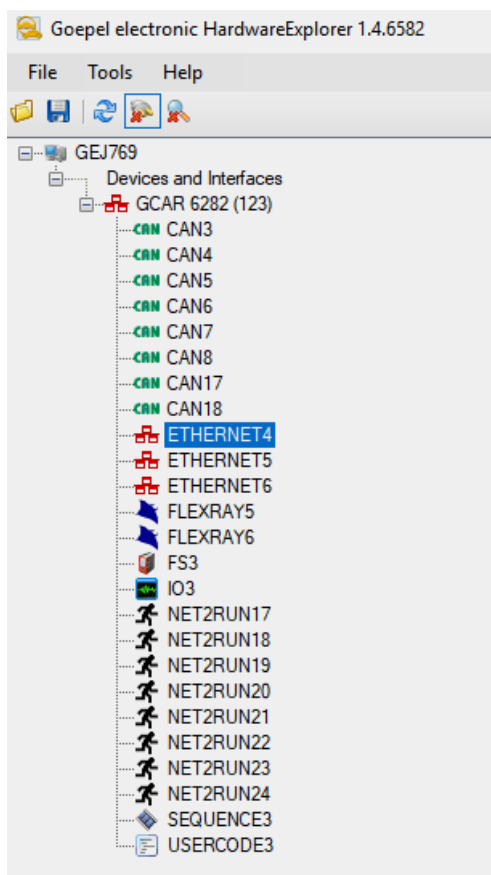 Goepel electronic HardwareExplorer 1.4.6582
File Tools Help
GEJ769
Devices and Interfaces
GCAR 6282 (123)
CAN CAN3
CAN CAN4
CAN CAN5
CAN CAN6
CAN CAN7
CAN CAN8
CAN CAN17
CAN CAN18
ETHERNET4
ETHERNET5
ETHERNET6
FLEXRAY5
FLEXRAY6
FS3
IO3
NET2RUN17
NET2RUN18
NET2RUN19
NET2RUN20
NET2RUN21
NET2RUN22
NET2RUN23
NET2RUN24
SEQUENCE3
USERCODE3